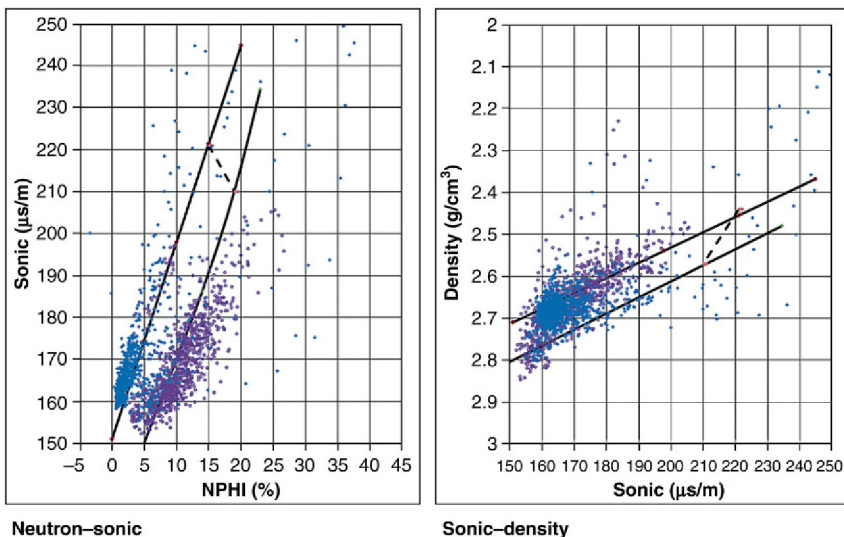 250
240
230
220
210
200
190
180
170
160
150
Sonic (μs/m)
–5 0 5 10 15 20 25 30 35 40 45
NPHI (%)
Neutron–sonic
2
2.1
2.2
2.3
2.4
2.5
2.6
2.7
2.8
2.9
3
Density (g/cm³)
150 160 170 180 190 200 210 220 230 240 250
Sonic (μs/m)
Sonic–density